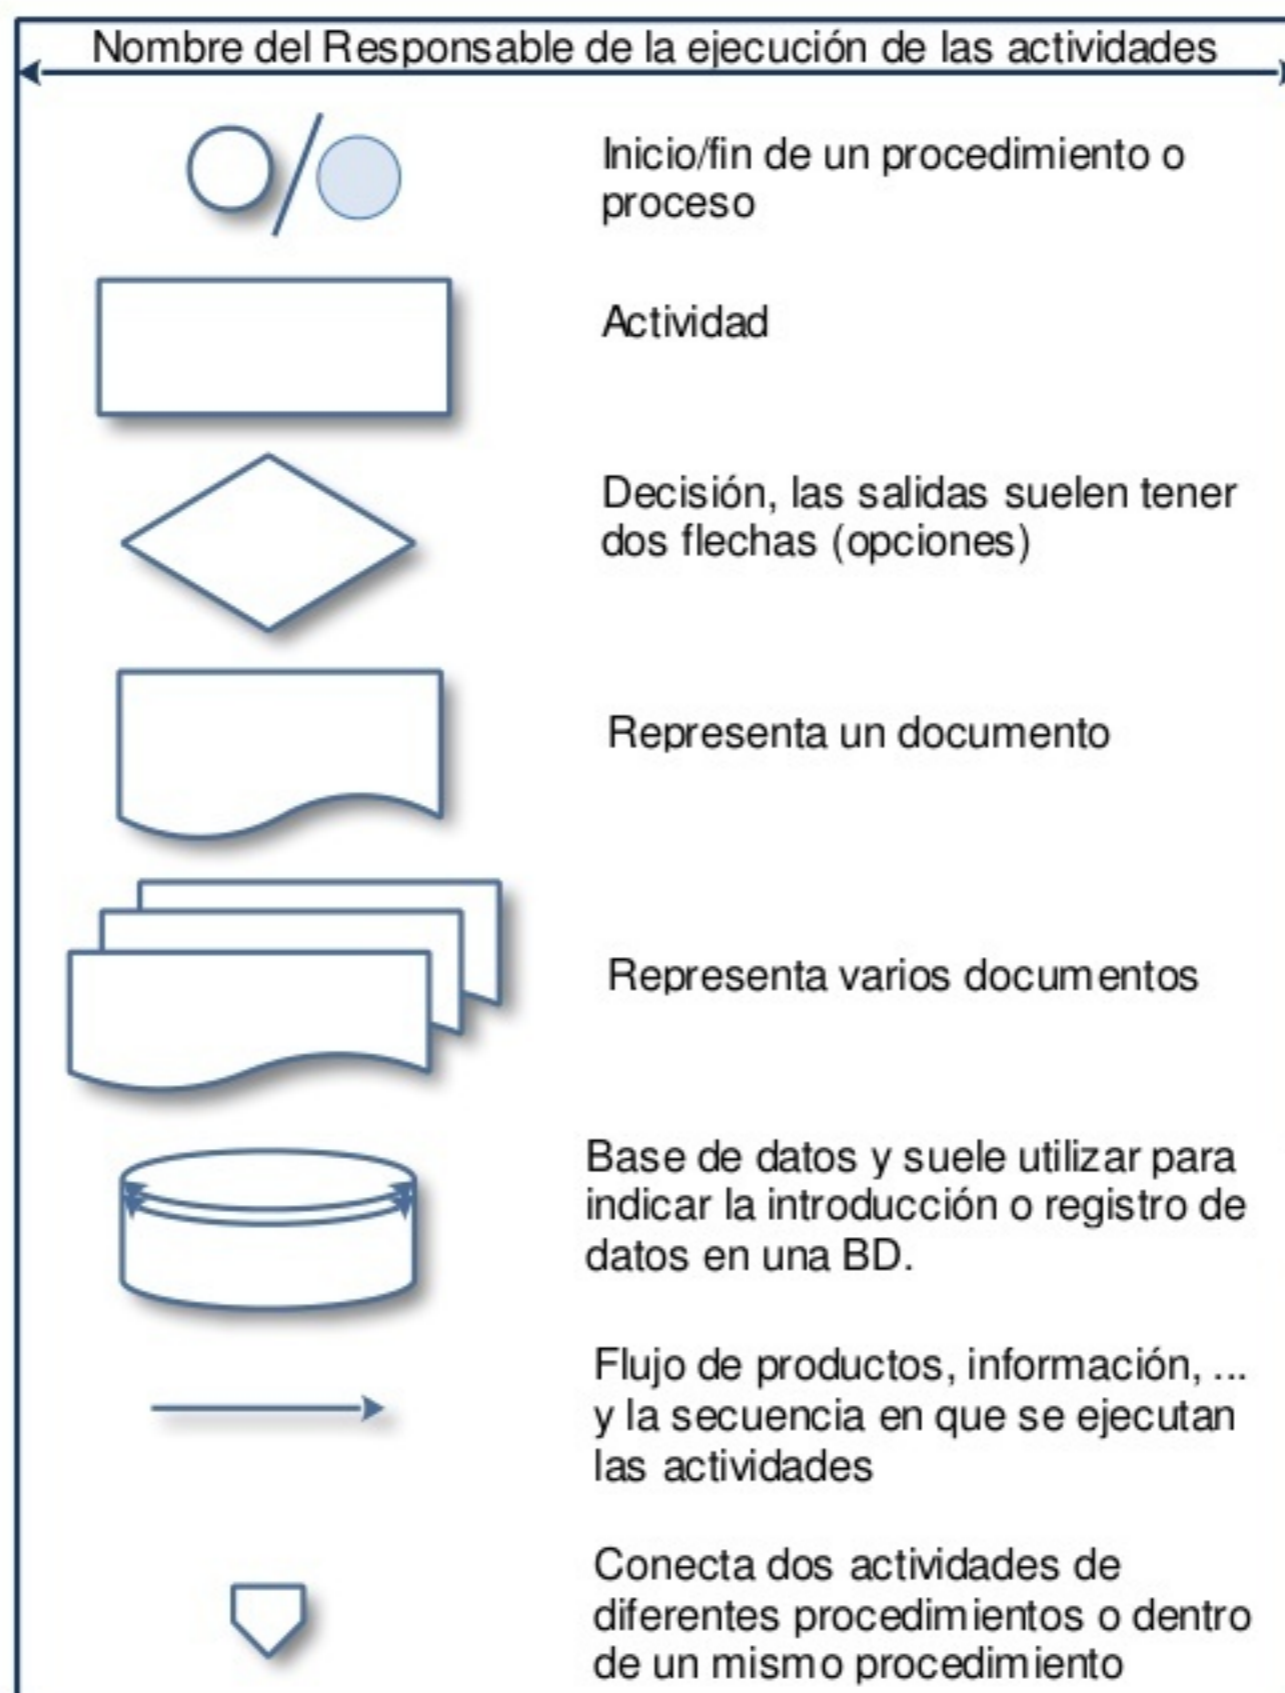 Nombre del Responsable de la ejecución de las actividades
Inicio/fin de un procedimiento o
proceso
Actividad
Decisión, las salidas suelen tener
dos flechas (opciones)
Representa un documento
Representa varios documentos
Base de datos y suele utilizar para
indicar la introducción o registro de
datos en una BD.
Flujo de productos, información, ...
y la secuencia en que se ejecutan
las actividades
Conecta dos actividades de
diferentes procedimientos o dentro
de un mismo procedimiento